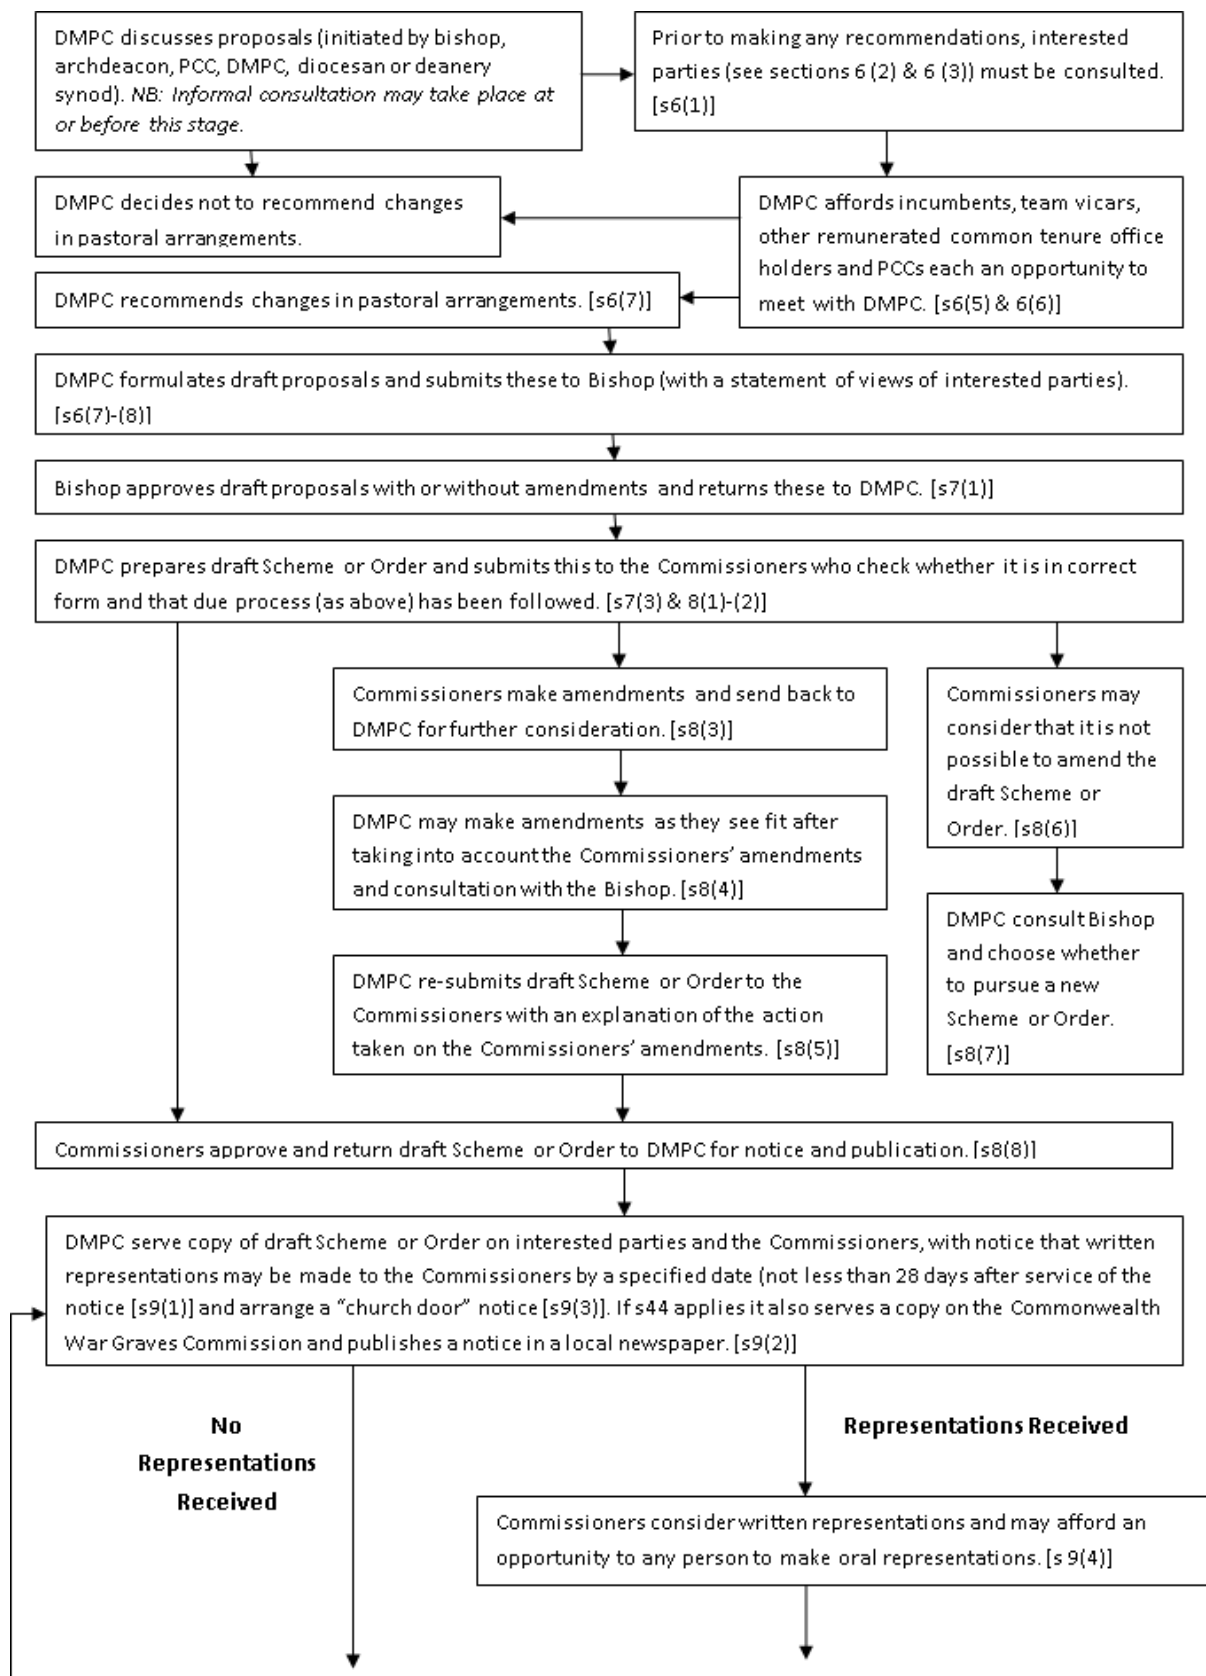 DMPC discusses proposals (initiated by bishop,
archdeacon, PCC, DMPC, diocesan or deanery
synod). NB: Informal consultation may take place at
or before this stage.
Prior to making any recommendations, interested
parties (see sections 6 (2) & 6 (3)) must be consulted.
[s6(1)]
DMPC decides not to recommend changes
in pastoral arrangements.
DMPC affords incumbents, team vicars,
other remunerated common tenure office
holders and PCCs each an opportunity to
meet with DMPC. [s6(5) & 6(6)]
DMPC recommends changes in pastoral arrangements. [s6(7)]
DMPC formulates draft proposals and submits these to Bishop (with a statement of views of interested parties).
[s6(7)-(8)]
Bishop approves draft proposals with or without amendments and returns these to DMPC. [s7(1)]
DMPC prepares draft Scheme or Order and submits this to the Commissioners who check whether it is in correct
form and that due process (as above) has been followed. [s7(3) & 8(1)-(2)]
Commissioners make amendments and send back to
DMPC for further consideration. [s8(3)]
DMPC may make amendments as they see fit after
taking into account the Commissioners' amendments
and consultation with the Bishop. [s8(4)]
DMPC re-submits draft Scheme or Order to the
Commissioners with an explanation of the action
taken on the Commissioners' amendments. [s8(5)]
Commissioners may
consider that it is not
possible to amend the
draft Scheme or
Order. [s8(6)]
DMPC consult Bishop
and choose whether
to pursue a new
Scheme or Order.
[s8(7)]
Commissioners approve and return draft Scheme or Order to DMPC for notice and publication. [s8(8)]
DMPC serve copy of draft Scheme or Order on interested parties and the Commissioners, with notice that written
representations may be made to the Commissioners by a specified date (not less than 28 days after service of the
notice [s9(1)] and arrange a "church door" notice [s9(3)]. If s44 applies it also serves a copy on the Commonwealth
War Graves Commission and publishes a notice in a local newspaper. [s9(2)]
No
Representations
Received
Representations Received
Commissioners consider written representations and may afford an
opportunity to any person to make oral representations. [s 9(4)]